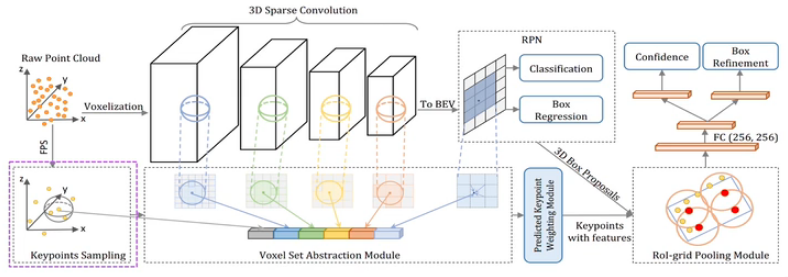 3D Sparse Convolution
Raw Point Cloud
z
y
x
Voxelization
To BEV
RPN
Classification
Box
Regression
Confidence
Box
Refinement
FC (256, 256)
FPS
3D Box Proposals
z
y
x
Keypoints Sampling
Voxel Set Abstraction Module
Predicted Keypoint
Weighting Module
Keypoints
with features
RoI-grid Pooling Module